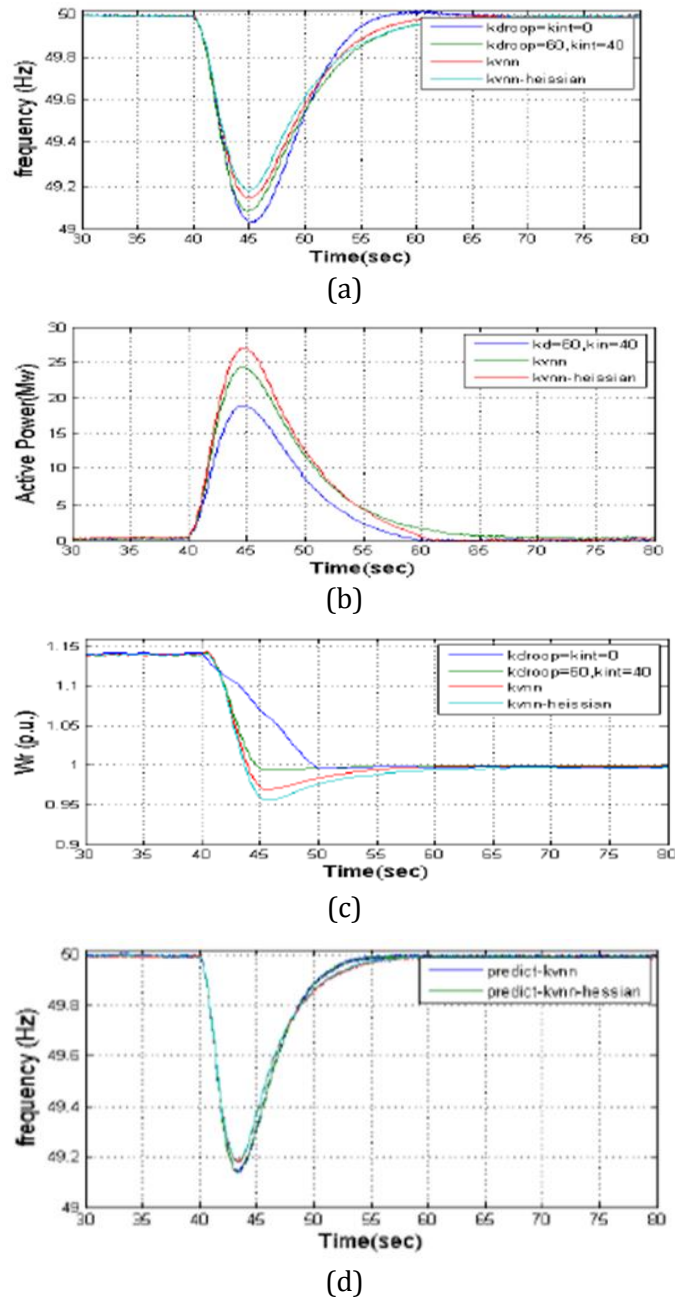 50
49.8
49.6
49.4
49.2
49
frequency (Hz)
kdroop=kint=0
kdroop=60,kint=40
kvnn
kvnn-heissian
30 35 40 45 50 55 60 65 70 75 80
Time(sec)
(a)
30
25
20
15
10
5
0
Active Power(Mw)
kd=60,kin=40
kvnn
kvnn-heissian
30 35 40 45 50 55 60 65 70 75 80
Time(sec)
(b)
1.15
1.1
1.05
1
0.95
0.9
Wr (p.u.)
kdroop=kint=0
kdroop=60,kint=40
kvnn
kvnn-heissian
30 35 40 45 50 55 60 65 70 75 80
Time(sec)
(c)
50
49.8
49.6
49.4
49.2
49
frequency (Hz)
predict-kvnn
predict-kvnn-hessian
30 35 40 45 50 55 60 65 70 75 80
Time(sec)
(d)